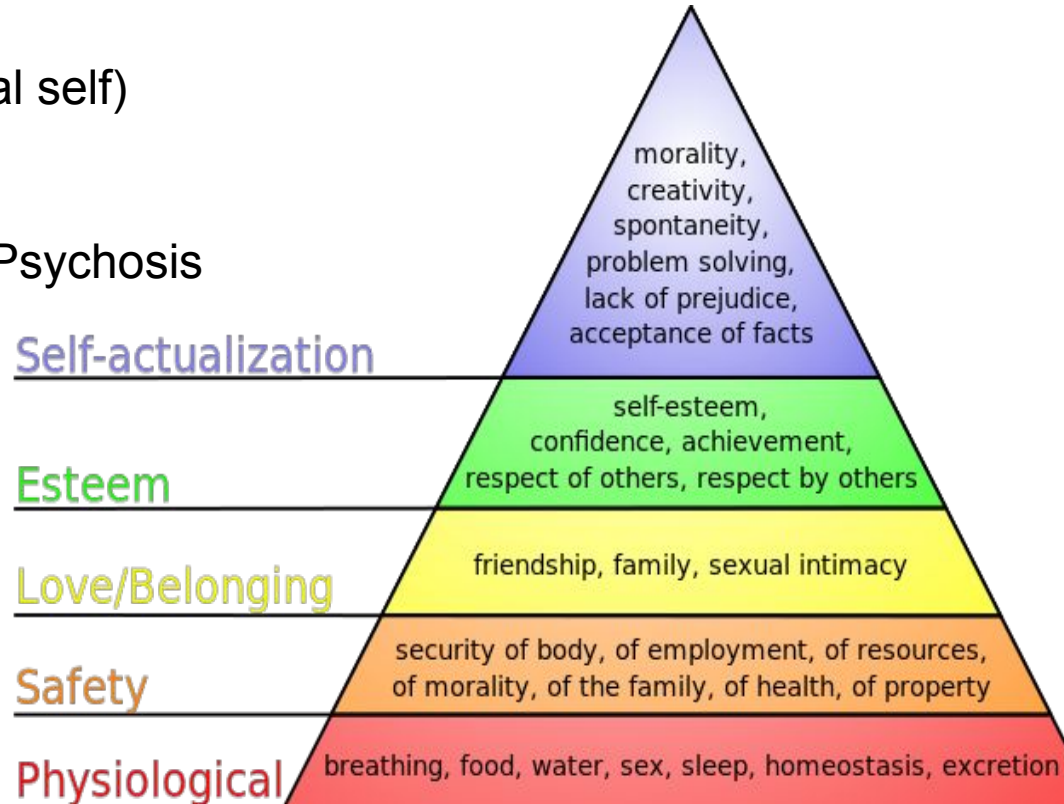 al self)
morality,
creativity,
spontaneity,
Psychosis
problem solving,
lack of prejudice,
acceptance of facts
Self-actualization
self-esteem,
confidence, achievement,
respect of others, respect by others
Esteem
friendship, family, sexual intimacy
Love/Belonging
security of body, of employment, of resources,
of morality, of the family, of health, of property
Safety
breathing, food, water, sex, sleep, homeostasis, excretion
Physiological